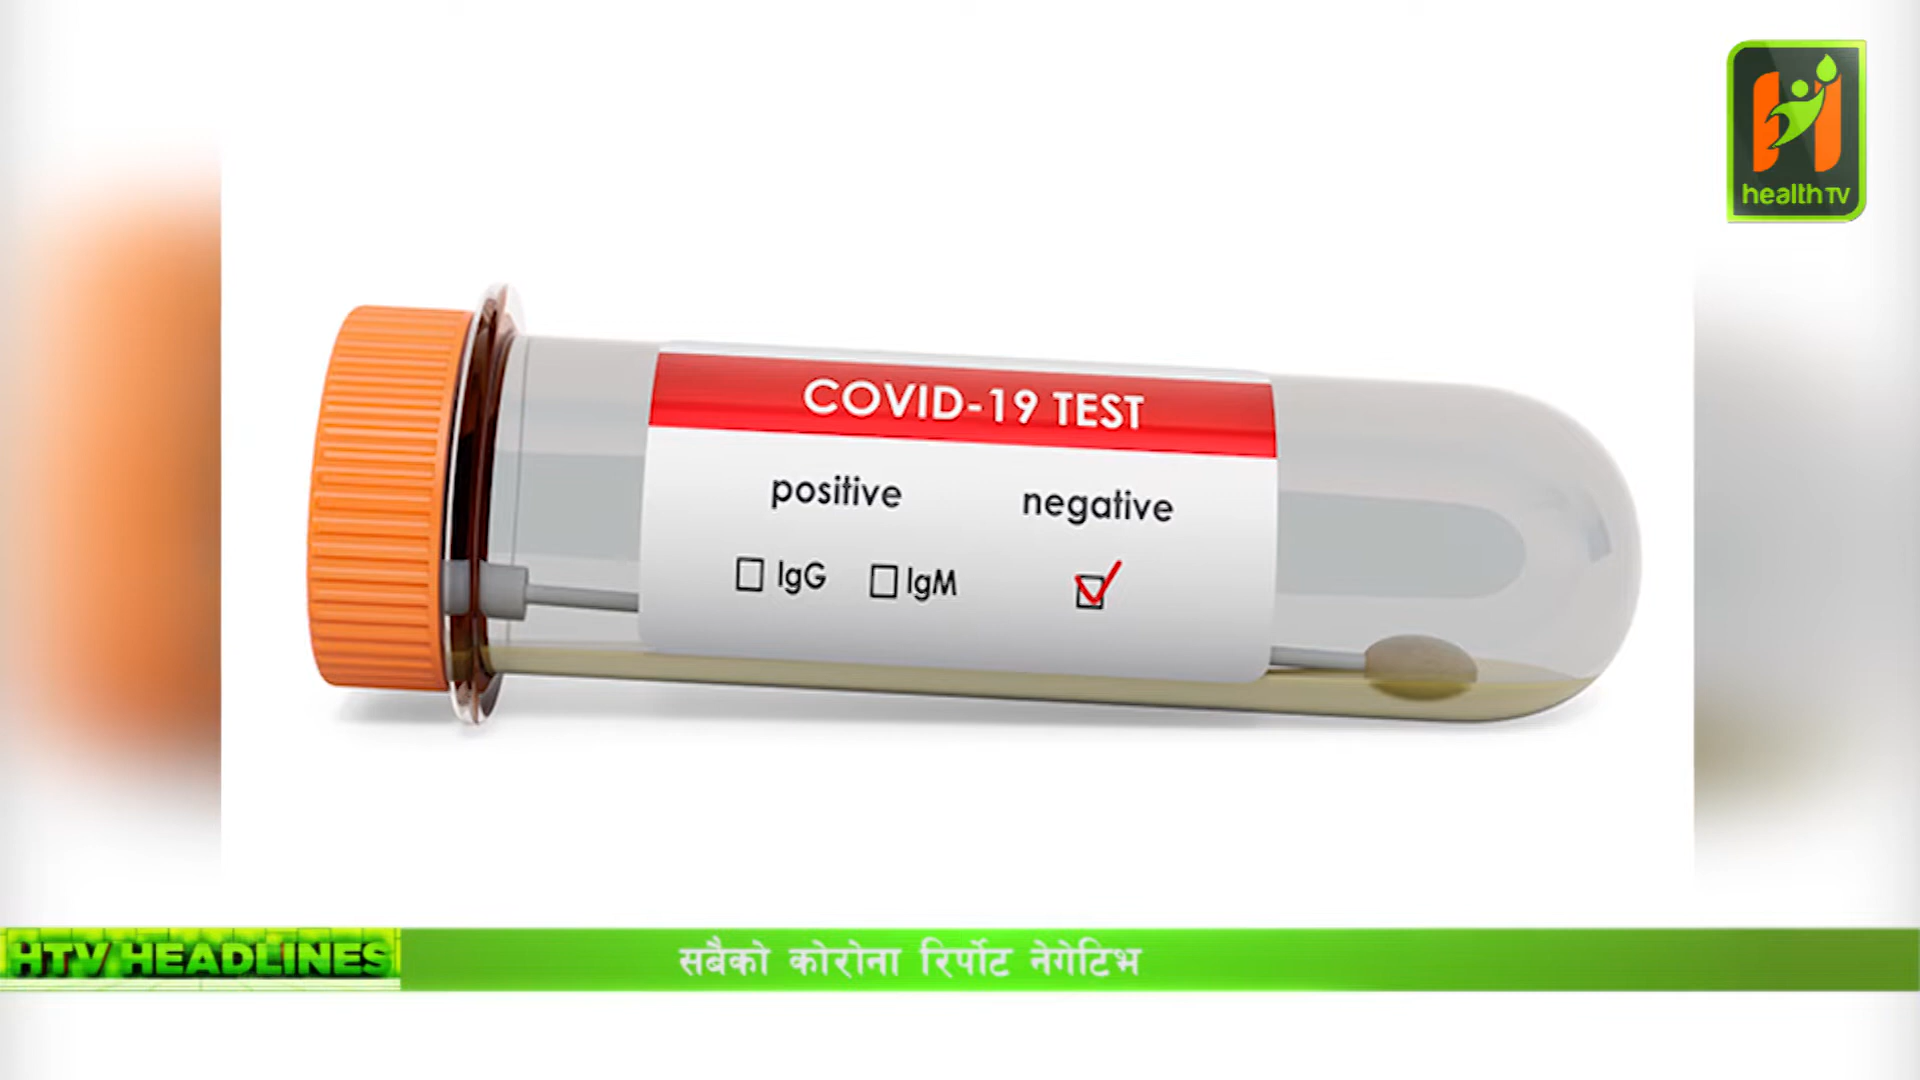 health TV
COVID-19 TEST
positive negative
IgG IgM
HTV HEADLINES
सबैको कोरोना रिर्पोट नेगेटिभ